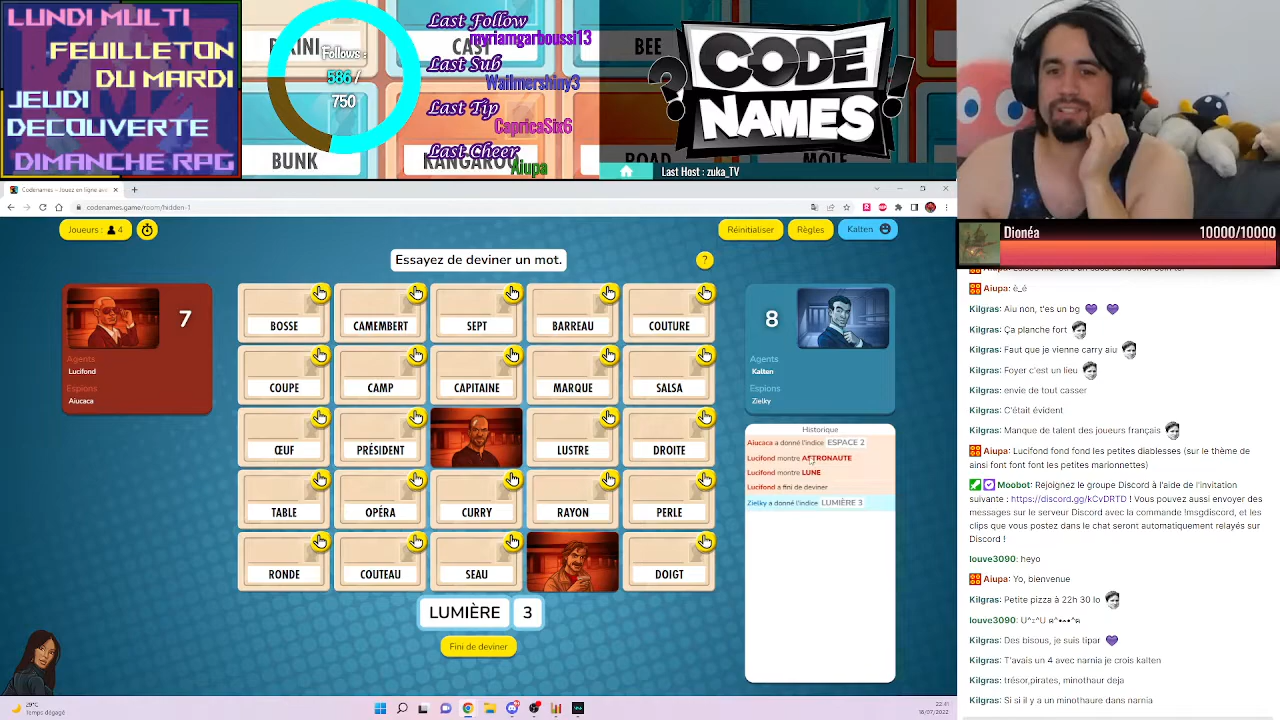 LUNDI MULTI
FEUILLETON
DU MARDI
JEUDI
DECOUVERTE
DIMANCHE RPG
Follows :
586 /
750
BUNK
BEE
ROAD
MOLE
Last Follow
myriamgarboussi13
Last Sub
Wailmershiny3
Last Tip
CapricaSix6
Last Cheer
Aiupa
CODE
NAMES
Last Host : zuka_TV
codenames.game/room/hidden-1
Joueurs : 4
Réinitialiser
Règles
Kalten
Essayez de deviner un mot.
?
7
Agents
Lucifond
Espions
Aiucaca
8
Agents
Kalten
Espions
Zielky
BOSSE
CAMEMBERT
SEPT
BARREAU
COUTURE
COUPE
CAMP
CAPITAINE
MARQUE
SALSA
ŒUF
PRÉSIDENT
LUSTRE
DROITE
TABLE
OPÉRA
CURRY
RAYON
PERLE
RONDE
COUTEAU
SEAU
DOIGT
LUMIÈRE 3
Fini de deviner
Historique
Aiucaca a donné l'indice ESPACE 2
Lucifond montre ASTRONAUTE
Lucifond montre LUNE
Lucifond a fini de deviner
Zielky a donné l'indice LUMIÈRE 3
29°C
Temps dégagé
22:41
16/07/2022
Dionéa
10000/10000
Aiupa: è_é
Kilgras: Aiu non, t'es un bg
Kilgras: Ça planche fort
Kilgras: Faut que je vienne carry aiu
Kilgras: Foyer c'est un lieu
Kilgras: envie de tout casser
Kilgras: C'était évident
Kilgras: Manque de talent des joueurs français
Aiupa: Lucifond fond fond les petites diablesses (sur le thème de
ainsi font font font les petites marionnettes)
Moobot: Rejoignez le groupe Discord à l'aide de l'invitation
suivante : https://discord.gg/kCvDRTD ! Vous pouvez aussi envoyer des
messages sur le serveur Discord avec la commande !msgdiscord, et les
clips que vous postez dans le chat seront automatiquement relayés sur
Discord !
louve3090: heyo
Aiupa: Yo, bienvenue
Kilgras: Petite pizza à 22h 30 lo
Kilgras: Des bisous, je suis tipar
Kilgras: T'avais un 4 avec narnia je crois kalten
Kilgras: trésor,pirates, minothaur deja
Kilgras: Si si il y a un minothaure dans narnia